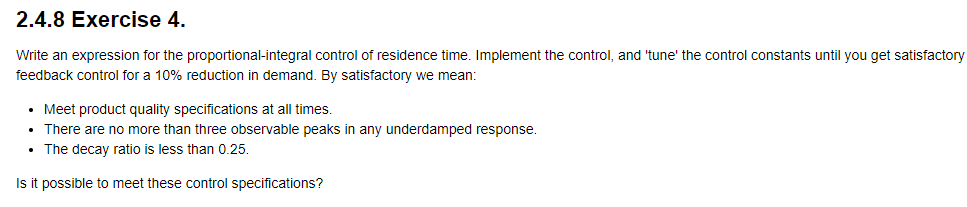 2.4.8 Exercise 4.
Write an expression for the proportional-integral control of residence time. Implement the control, and 'tune' the control constants until you get satisfactory
feedback control for a 10% reduction in demand. By satisfactory we mean:
• Meet product quality specifications at all times.
• There are no more than three observable peaks in any underdamped response.
• The decay ratio is less than 0.25.
Is it possible to meet these control specifications?